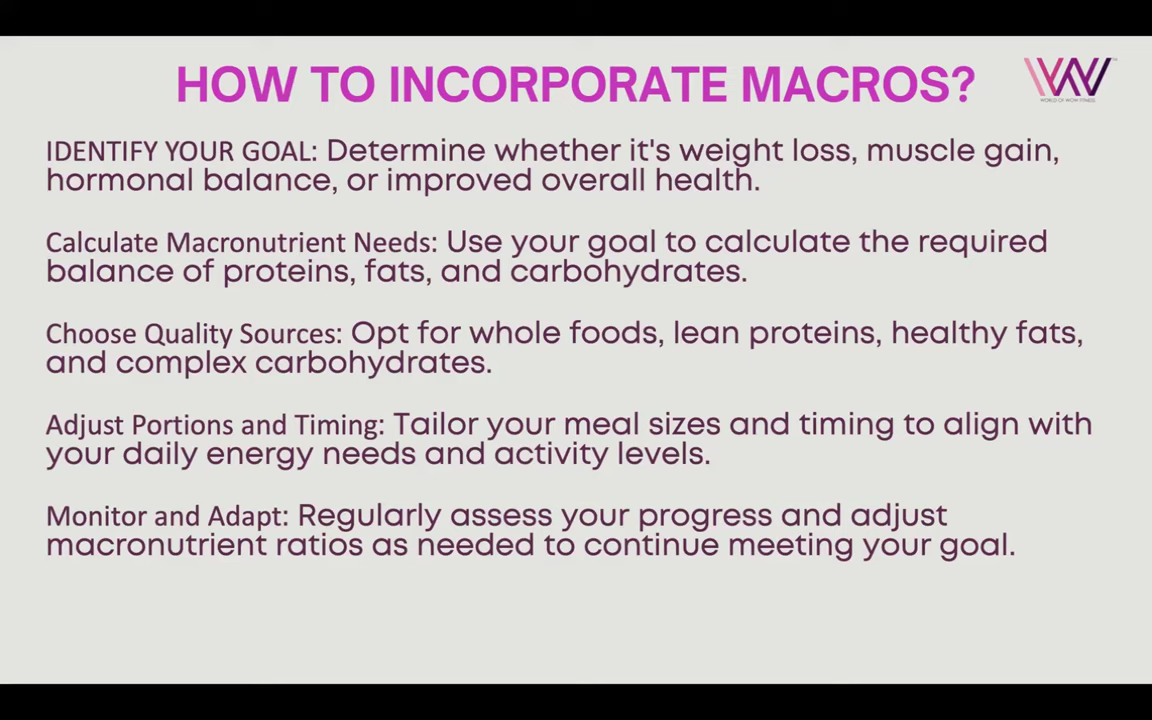 HOW TO INCORPORATE MACROS?
WORLD OF WOW FITNESS
IDENTIFY YOUR GOAL: Determine whether it's weight loss, muscle gain,
hormonal balance, or improved overall health.
Calculate Macronutrient Needs: Use your goal to calculate the required
balance of proteins, fats, and carbohydrates.
Choose Quality Sources: Opt for whole foods, lean proteins, healthy fats,
and complex carbohydrates.
Adjust Portions and Timing: Tailor your meal sizes and timing to align with
your daily energy needs and activity levels.
Monitor and Adapt: Regularly assess your progress and adjust
macronutrient ratios as needed to continue meeting your goal.